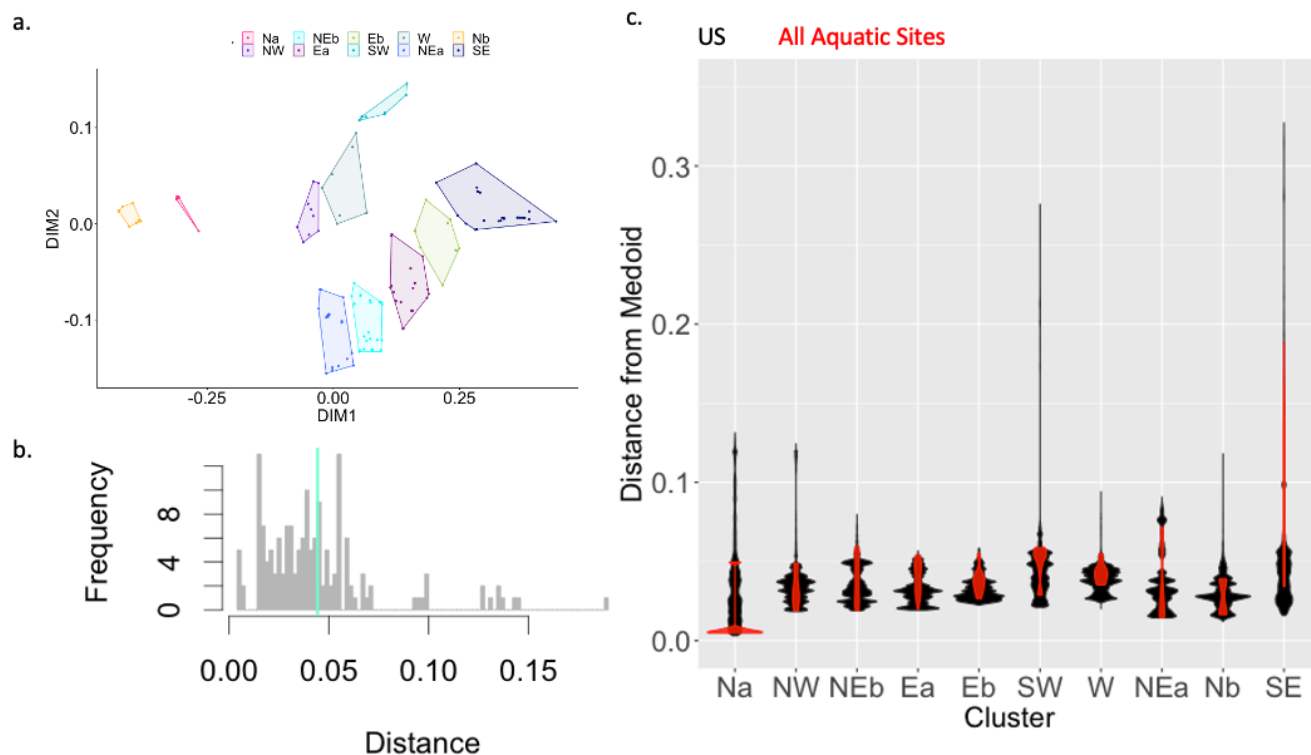 a.
. Na NEb Eb W Nb
NW Ea SW NEa SE
0.1
0.0
-0.1
DIM2
-0.25 0.00 0.25
DIM1
b.
Frequency
8
4
0
0.00 0.05 0.10 0.15
Distance
c.
US All Aquatic Sites
0.3
0.2
0.1
0.0
Distance from Medoid
Na NW NEb Ea Eb SW W NEa Nb SE
Cluster